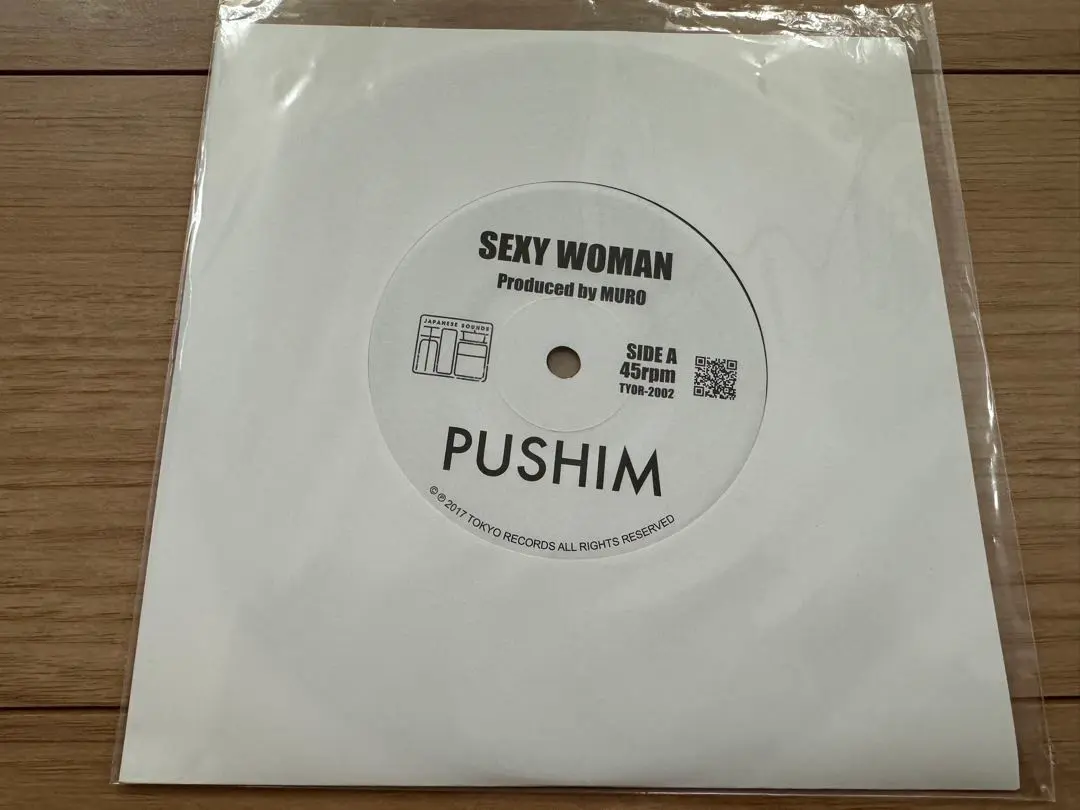 SEXY WOMAN
Produced by MURO
JAPANESE SOUNDS
SIDE A
45rpm
TYOR-2002
PUSHIM
©℗ 2017 TOKYO RECORDS ALL RIGHTS RESERVED